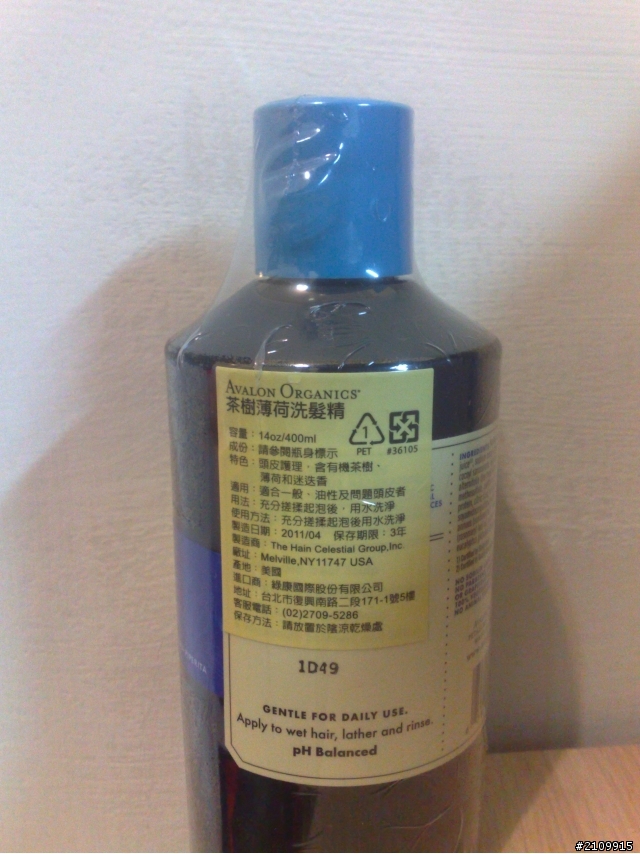 AVALON ORGANICS™
茶樹薄荷洗髮精
容量：14oz/400ml
成份：請參閱瓶身標示
特色：頭皮護理、含有機茶樹、
薄荷和迷迭香
適用：適合一般、油性及問題頭皮者
用法：充分搓揉起泡後，用水洗淨
使用方法：充分搓揉起泡後用水洗淨
製造日期：2011/04 保存期限：3年
製造商：The Hain Celestial Group,Inc
廠址：Melville,NY11747 USA
產地：美國
進口商：綠康國際股份有限公司
地址：台北市復興南路二段171-1號5樓
客服電話：(02)2709-5286
保存方法：請放置於陰涼乾燥處
1
PET
#36105
1D49
GENTLE FOR DAILY USE.
Apply to wet hair, lather and rinse.
pH Balanced
#2109915